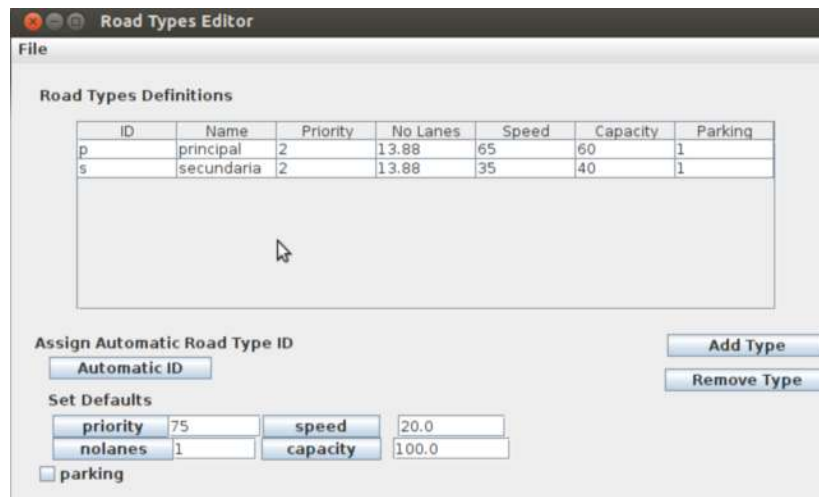 Road Types Editor
File
Road Types Definitions
ID Name Priority No Lanes Speed Capacity Parking
p principal 2 13.88 65 60 1
s secundaria 2 13.88 35 40 1
Assign Automatic Road Type ID
Add Type
Automatic ID
Remove Type
Set Defaults
priority 75 speed 20.0
nolanes 1 capacity 100.0
parking